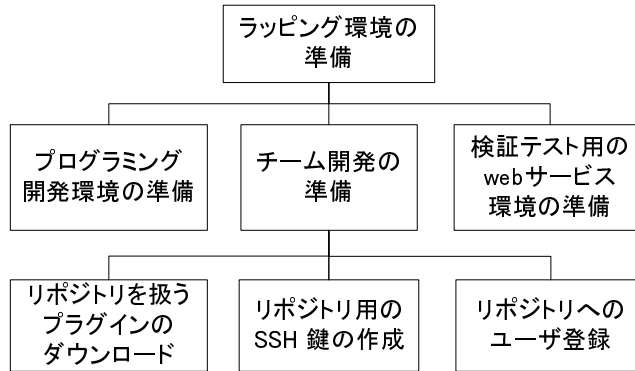 ラッピング環境の
準備
プログラミング
開発環境の準備
チーム開発の
準備
検証テスト用の
webサービス
環境の準備
リポジトリを扱う
プラグインの
ダウンロード
リポジトリ用の
SSH 鍵の作成
リポジトリへの
ユーザ登録